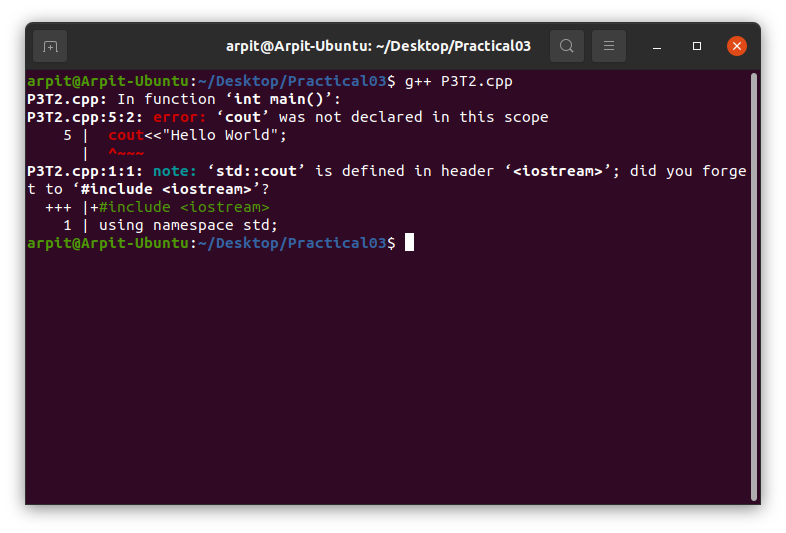 arpit@Arpit-Ubuntu: ~/Desktop/Practical03
arpit@Arpit-Ubuntu:~/Desktop/Practical03$ g++ P3T2.cpp
P3T2.cpp: In function ‘int main()’:
P3T2.cpp:5:2: error: ‘cout’ was not declared in this scope
    5 |  cout<<"Hello World";
      |  ^~~~
P3T2.cpp:1:1: note: ‘std::cout’ is defined in header ‘<iostream>’; did you forge
t to ‘#include <iostream>’?
  +++ |+#include <iostream>
    1 | using namespace std;
arpit@Arpit-Ubuntu:~/Desktop/Practical03$